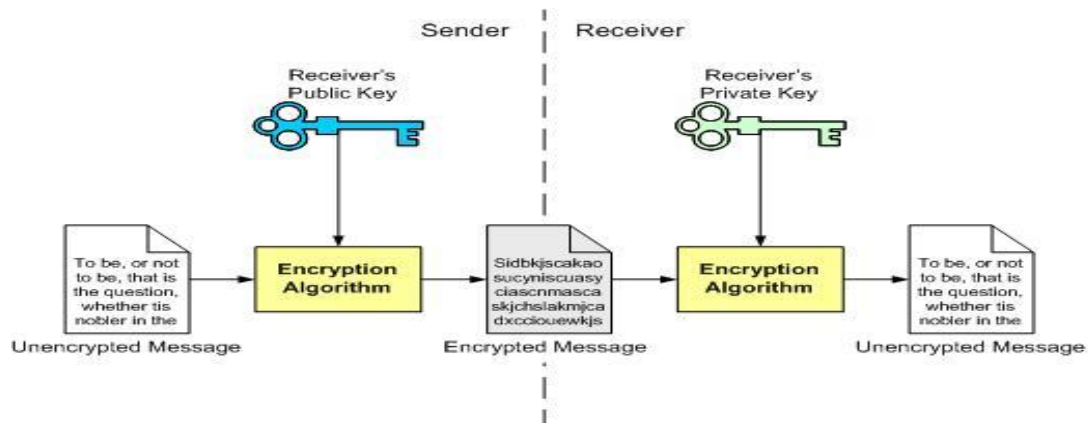 Sender
Receiver
Receiver's
Public Key
Receiver's
Private Key
To be, or not
to be, that is
the question,
whether tis
nobler in the
Encryption
Algorithm
Sidbkjscakao
sucyniscuasy
ciascnmasca
skjchslakmjca
dxcciouewkjs
Encryption
Algorithm
To be, or not
to be, that is
the question,
whether tis
nobler in the
Unencrypted Message
Encrypted Message
Unencrypted Message